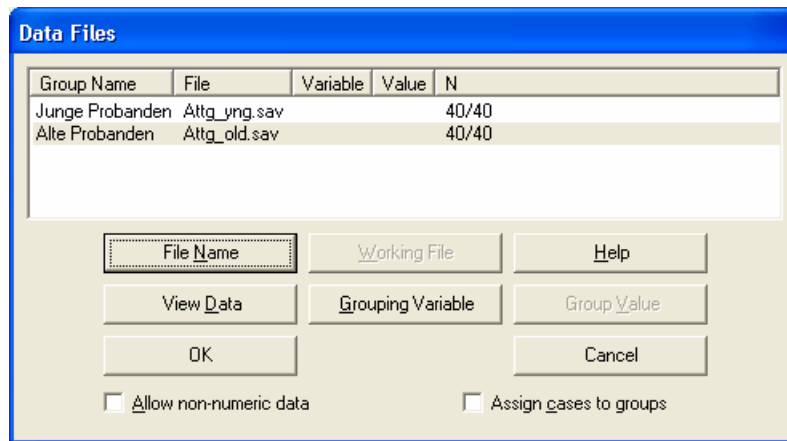 Data Files
Group Name File Variable Value N
Junge Probanden Attg_yng.sav 40/40
Alte Probanden Attg_old.sav 40/40
File Name Working File Help
View Data Grouping Variable Group Value
OK Cancel
Allow non-numeric data Assign cases to groups